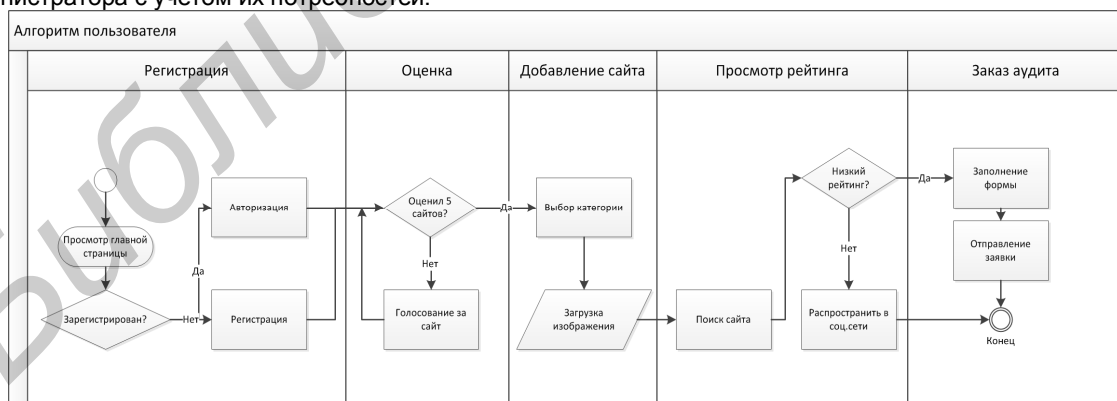 нистратора с учетом их потребностей.
Алгоритм пользователя
Регистрация
Оценка
Добавление сайта
Просмотр рейтинга
Заказ аудита
Просмотр главной
страницы
Зарегистрирован?
Да
Нет
Авторизация
Регистрация
Оценил 5
сайтов?
Да
Нет
Голосование за
сайт
Выбор категории
Загрузка
изображения
Поиск сайта
Низкий
рейтинг?
Да
Нет
Распространить в
соц.сети
Заполнение
формы
Отправление
заявки
Конец